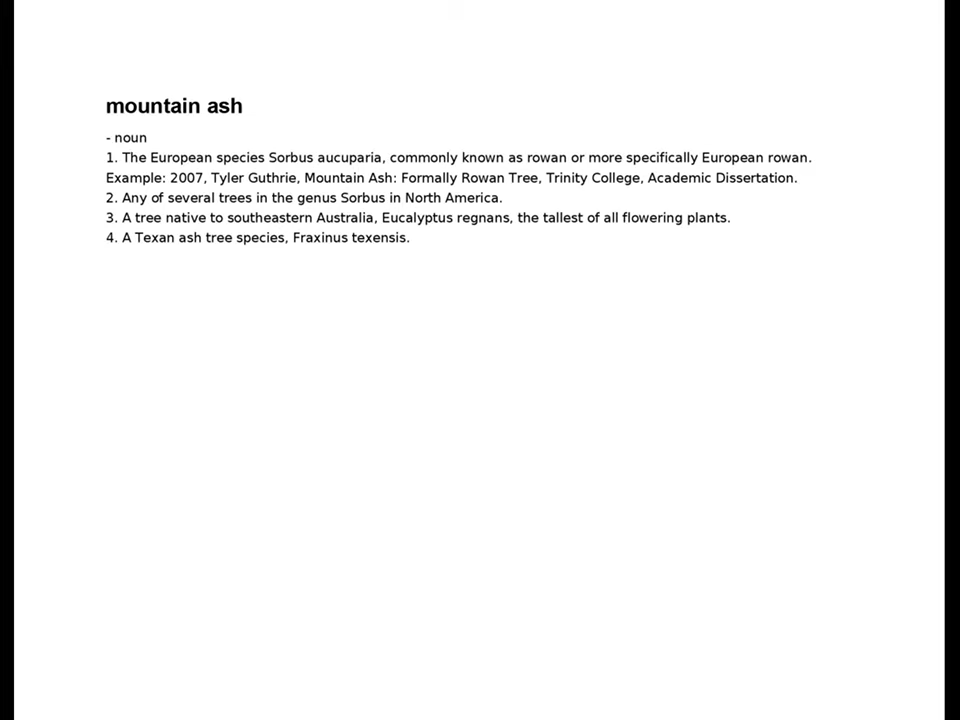 mountain ash
- noun
1. The European species Sorbus aucuparia, commonly known as rowan or more specifically European rowan.
Example: 2007, Tyler Guthrie, Mountain Ash: Formally Rowan Tree, Trinity College, Academic Dissertation.
2. Any of several trees in the genus Sorbus in North America.
3. A tree native to southeastern Australia, Eucalyptus regnans, the tallest of all flowering plants.
4. A Texan ash tree species, Fraxinus texensis.